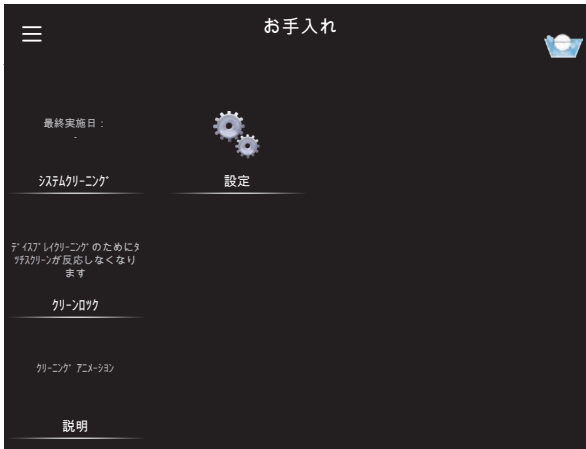 お手入れ
最終実施日：
-
ｼｽﾃﾑｸﾘｰﾆﾝｸﾞ
設定
ﾃﾞｨｽﾌﾟﾚｲｸﾘｰﾆﾝｸﾞのためにﾀ
ｯﾁｽｸﾘｰﾝが反応しなくなり
ます
ｸﾘｰﾝﾛｯｸ
ｸﾘｰﾆﾝｸﾞ ｱﾆﾒｰｼｮﾝ
説明